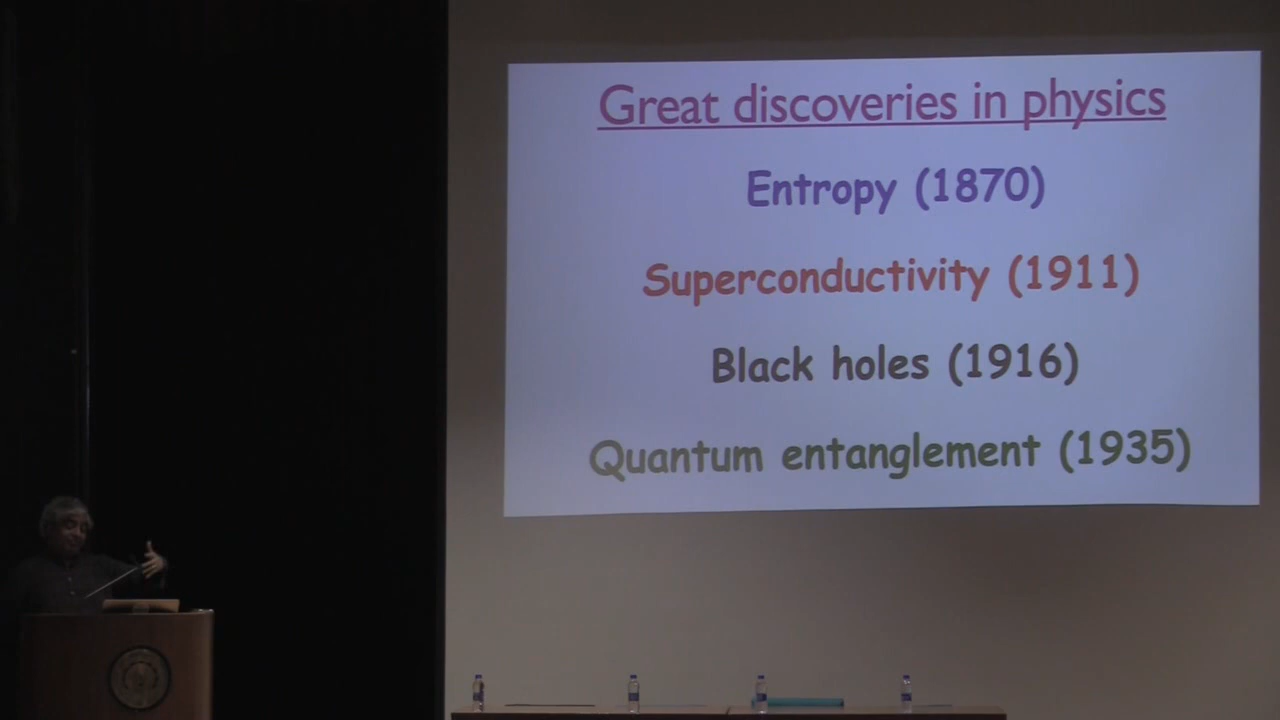 Great discoveries in physics
Entropy (1870)
Superconductivity (1911)
Black holes (1916)
Quantum entanglement (1935)